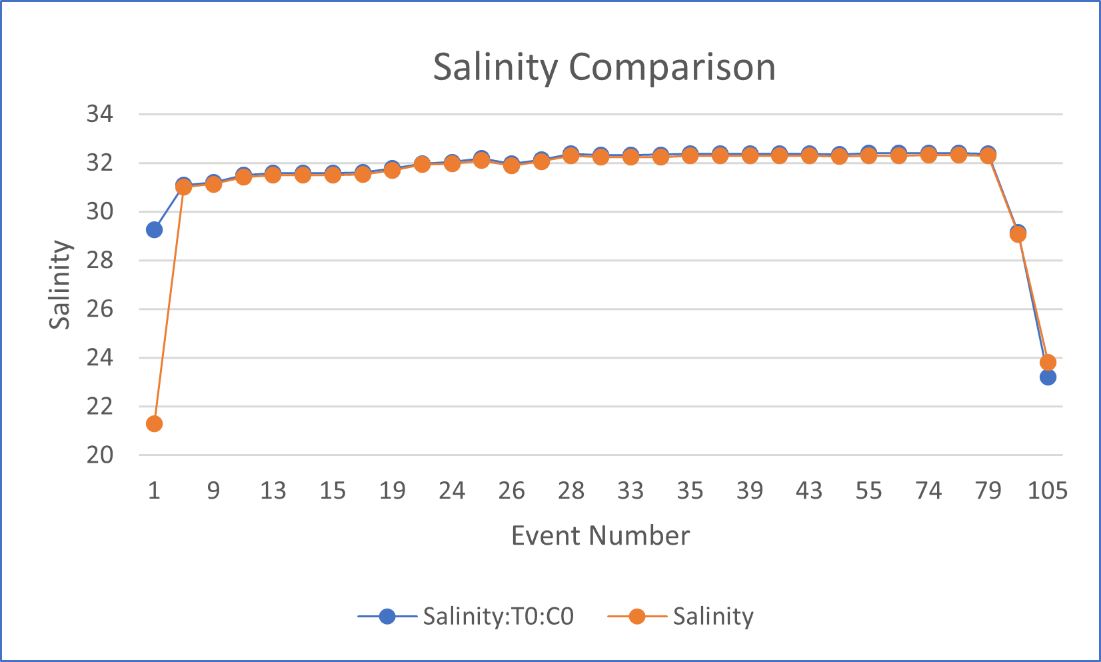 Salinity Comparison
34
32
30
28
26
24
22
20
Salinity
1 9 13 15 19 24 26 28 33 35 39 43 55 74 79 105
Event Number
Salinity:T0:C0 Salinity